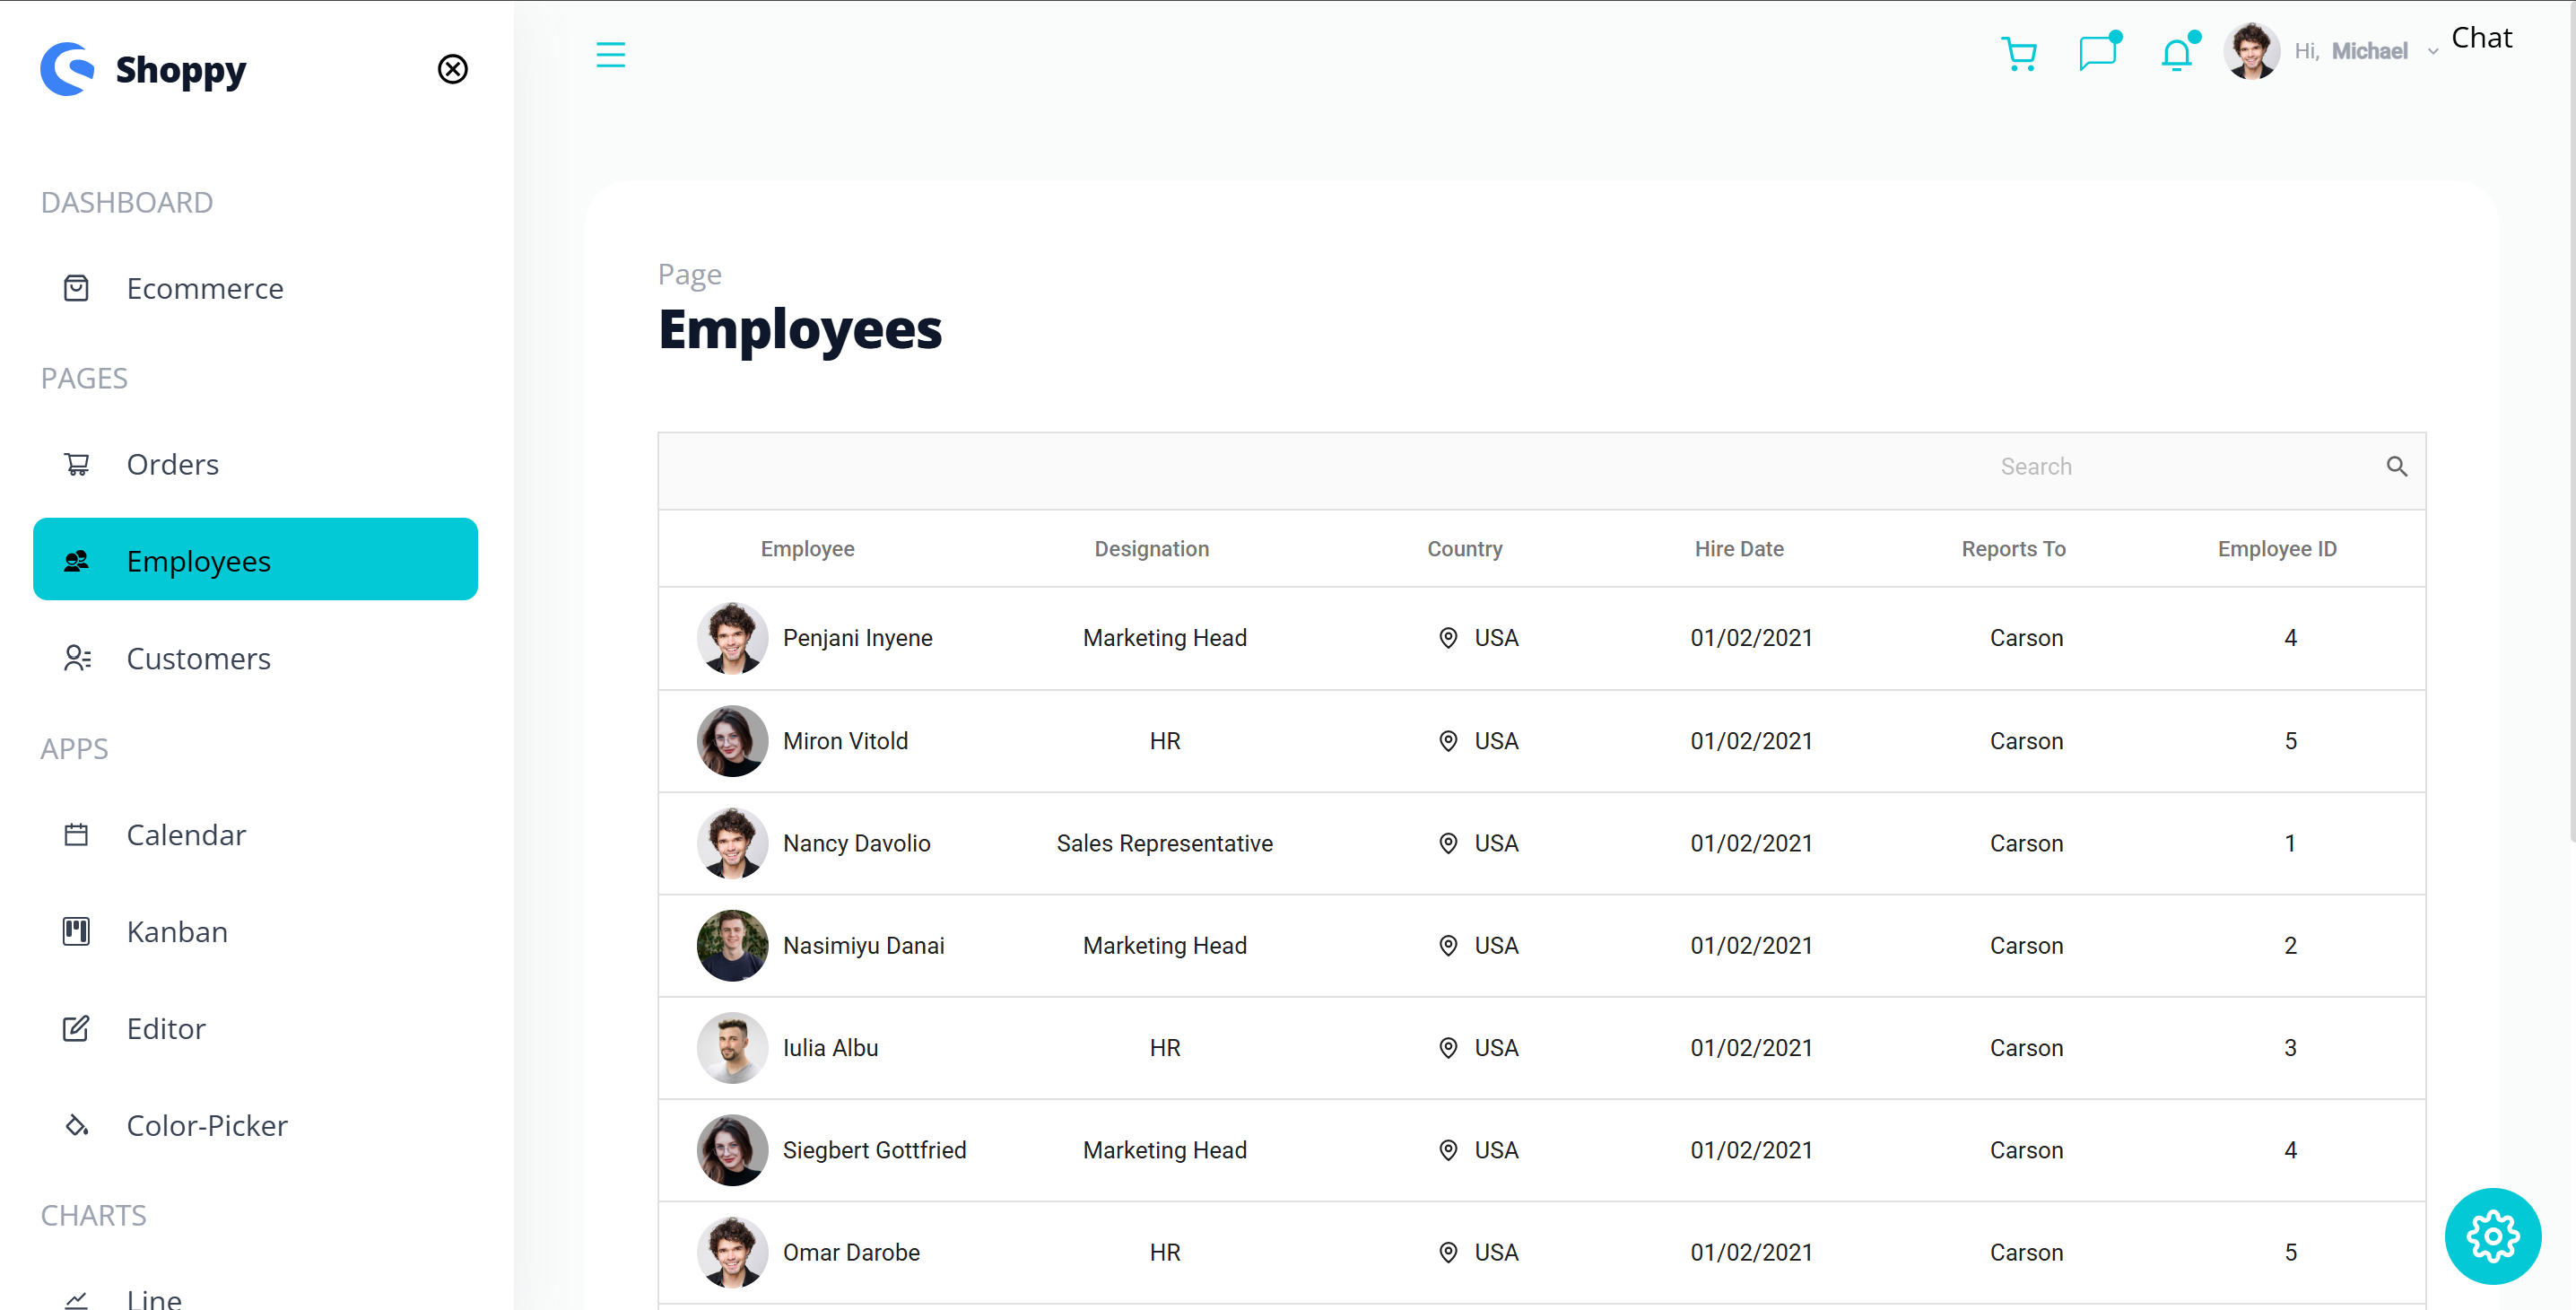 Shoppy
Hi, Michael
Chat
DASHBOARD
Ecommerce
PAGES
Orders
Employees
Customers
APPS
Calendar
Kanban
Editor
Color-Picker
CHARTS
Line
Page
Employees
Search
Employee Designation Country Hire Date Reports To Employee ID
Penjani Inyene Marketing Head USA 01/02/2021 Carson 4
Miron Vitold HR USA 01/02/2021 Carson 5
Nancy Davolio Sales Representative USA 01/02/2021 Carson 1
Nasimiyu Danai Marketing Head USA 01/02/2021 Carson 2
Iulia Albu HR USA 01/02/2021 Carson 3
Siegbert Gottfried Marketing Head USA 01/02/2021 Carson 4
Omar Darobe HR USA 01/02/2021 Carson 5